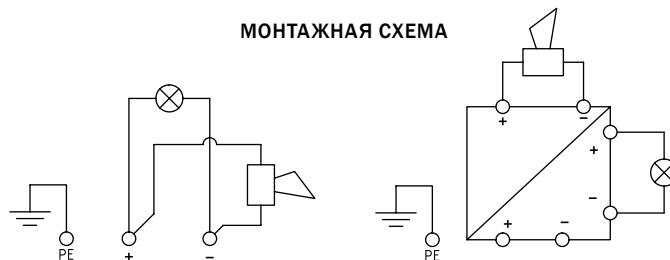 МОНТАЖНАЯ СХЕМА
+ −
+
−
+ −
PE + −
PE